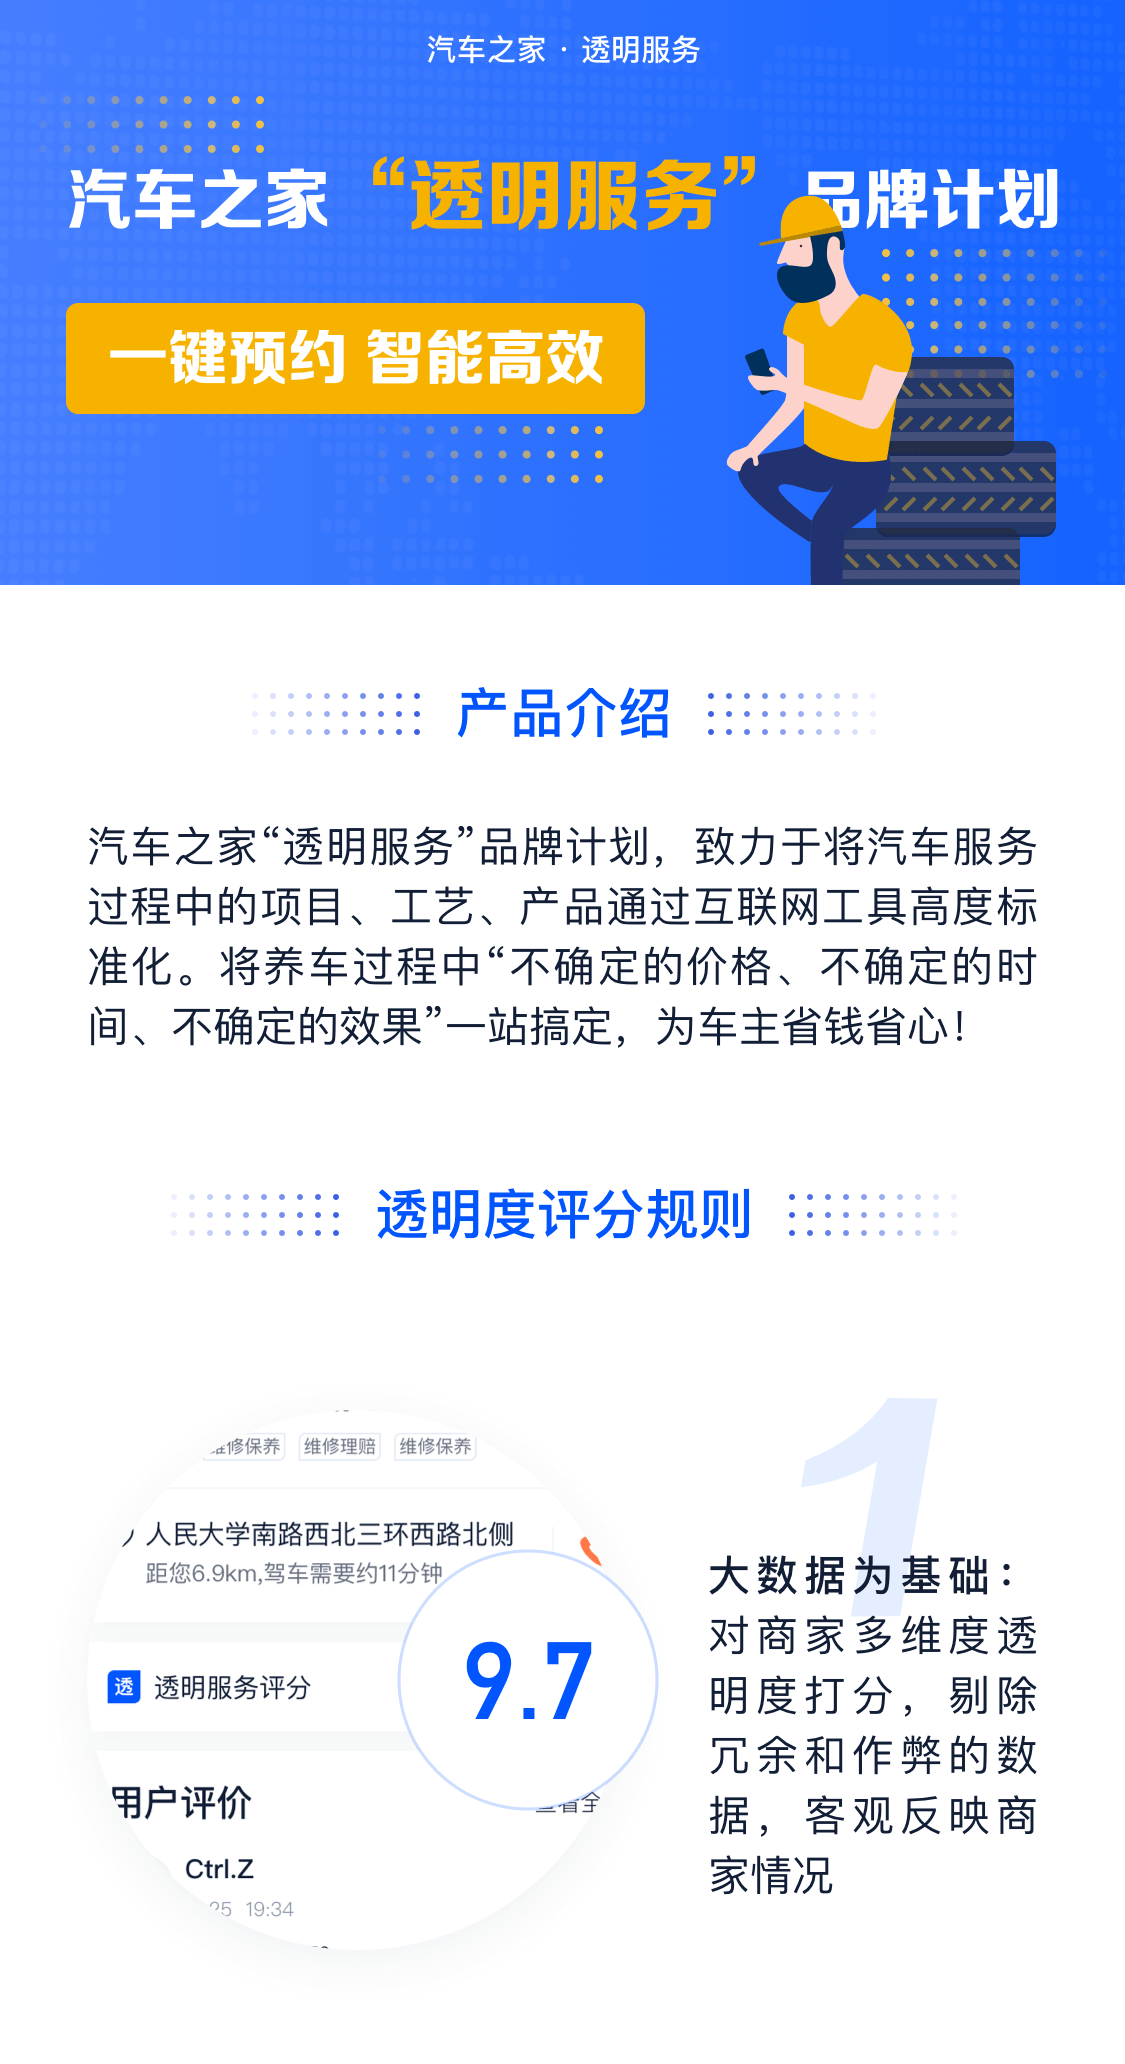 汽车之家 · 透明服务
汽车之家 “透明服务” 品牌计划
一键预约 智能高效
产品介绍
汽车之家“透明服务”品牌计划，致力于将汽车服务
过程中的项目、工艺、产品通过互联网工具高度标
准化。将养车过程中“不确定的价格、不确定的时
间、不确定的效果”一站搞定，为车主省钱省心！
透明度评分规则
维修保养 维修理赔 维修保养
人民大学南路西北三环西路北侧
距您6.9km,驾车需要约11分钟
透 透明服务评分
9.7
用户评价
查看全
Ctrl.Z
25 19:34
1
大数据为基础：
对商家多维度透
明度打分，剔除
冗余和作弊的数
据，客观反映商
家情况